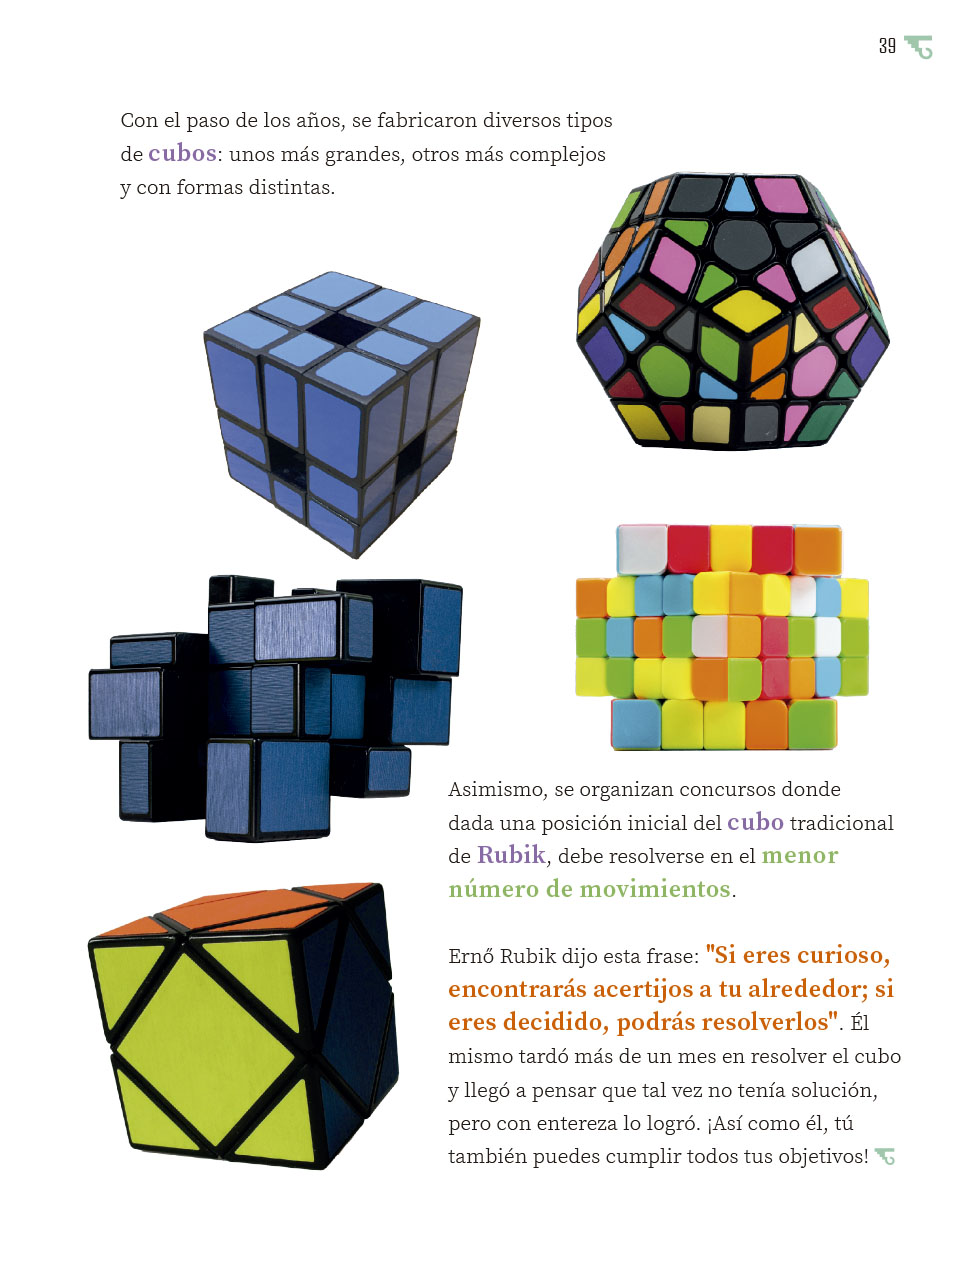 39
Con el paso de los años, se fabricaron diversos tipos
de cubos: unos más grandes, otros más complejos
y con formas distintas.
Asimismo, se organizan concursos donde
dada una posición inicial del cubo tradicional
de Rubik, debe resolverse en el menor
número de movimientos.
Ernő Rubik dijo esta frase: "Si eres curioso,
encontrarás acertijos a tu alrededor; si
eres decidido, podrás resolverlos". Él
mismo tardó más de un mes en resolver el cubo
y llegó a pensar que tal vez no tenía solución,
pero con entereza lo logró. ¡Así como él, tú
también puedes cumplir todos tus objetivos!